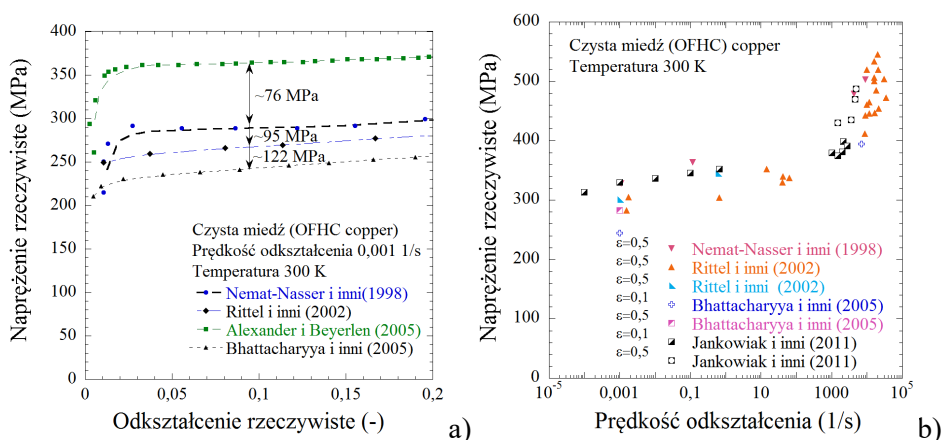 400
350
300
250
200
150
100
50
0
Naprężenie rzeczywiste (MPa)
~76 MPa
~95 MPa
~122 MPa
Czysta miedź (OFHC copper)
Prędkość odkształcenia 0,001 1/s
Temperatura 300 K
Nemat-Nasser i inni(1998)
Rittel i inni (2002)
Alexander i Beyerlen (2005)
Bhattacharyya i inni (2005)
0 0,05 0,1 0,15 0,2
Odkształcenie rzeczywiste (-)
a)
600
500
400
300
200
100
0
Naprężenie rzeczywiste (MPa)
Czysta miedź (OFHC) copper
Temperatura 300 K
ε=0,5 Nemat-Nasser i inni (1998)
ε=0,5 Rittel i inni (2002)
ε=0,5 Rittel i inni (2002)
ε=0,1 Bhattacharyya i inni (2005)
ε=0,5 Bhattacharyya i inni (2005)
ε=0,1 Jankowiak i inni (2011)
ε=0,5 Jankowiak i inni (2011)
10⁻⁵ 0,001 0,1 10 1000 10⁵
Prędkość odkształcenia (1/s)
b)